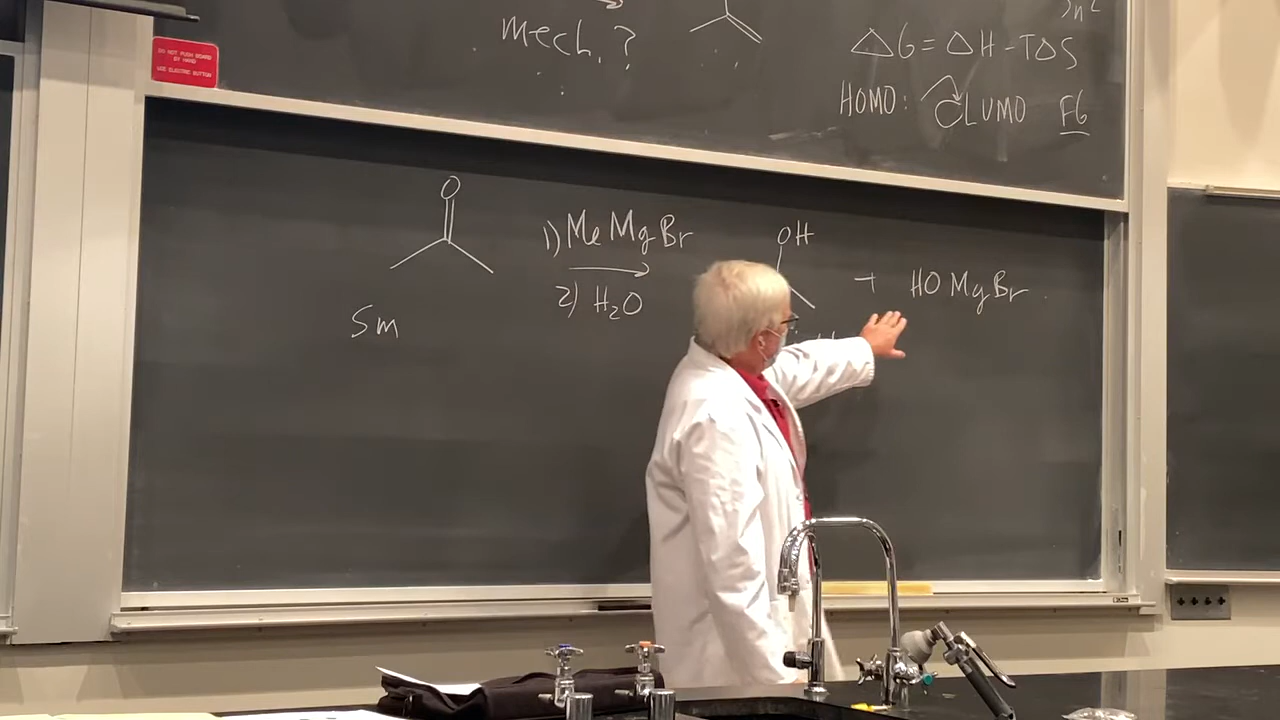 DO NOT PUSH BOARD
BY HAND
USE ELECTRIC BUTTON
mech.?
Sn2
ΔG = ΔH - TΔS
HOMO: LUMO FG
O
1) MeMgBr
2) H2O
Sm
OH
+ HOMgBr